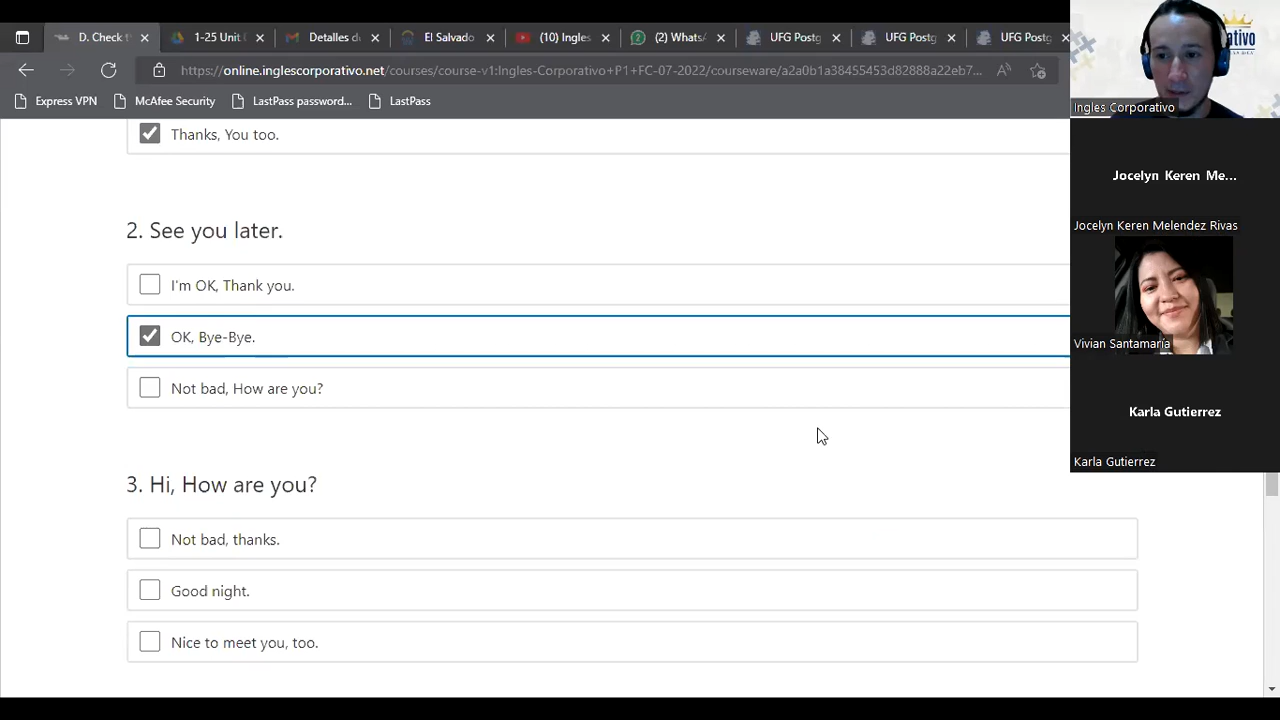 D. Check t
1-25 Unit
Detalles d
El Salvado
(10) Ingles
(2) Whats
UFG Postg
UFG Postg
UFG Postg
ativo
https://online.inglescorporativo.net/courses/course-v1:Ingles-Corporativo+P1+FC-07-2022/courseware/a2a0b1a38455453d82888a22eb7...
Express VPN
McAfee Security
LastPass password...
LastPass
Ingles Corporativo
Thanks, You too.
Jocelyn Keren Me...
Jocelyn Keren Melendez Rivas
2. See you later.
I'm OK, Thank you.
OK, Bye-Bye.
Vivian Santamaría
Not bad, How are you?
Karla Gutierrez
Karla Gutierrez
3. Hi, How are you?
Not bad, thanks.
Good night.
Nice to meet you, too.